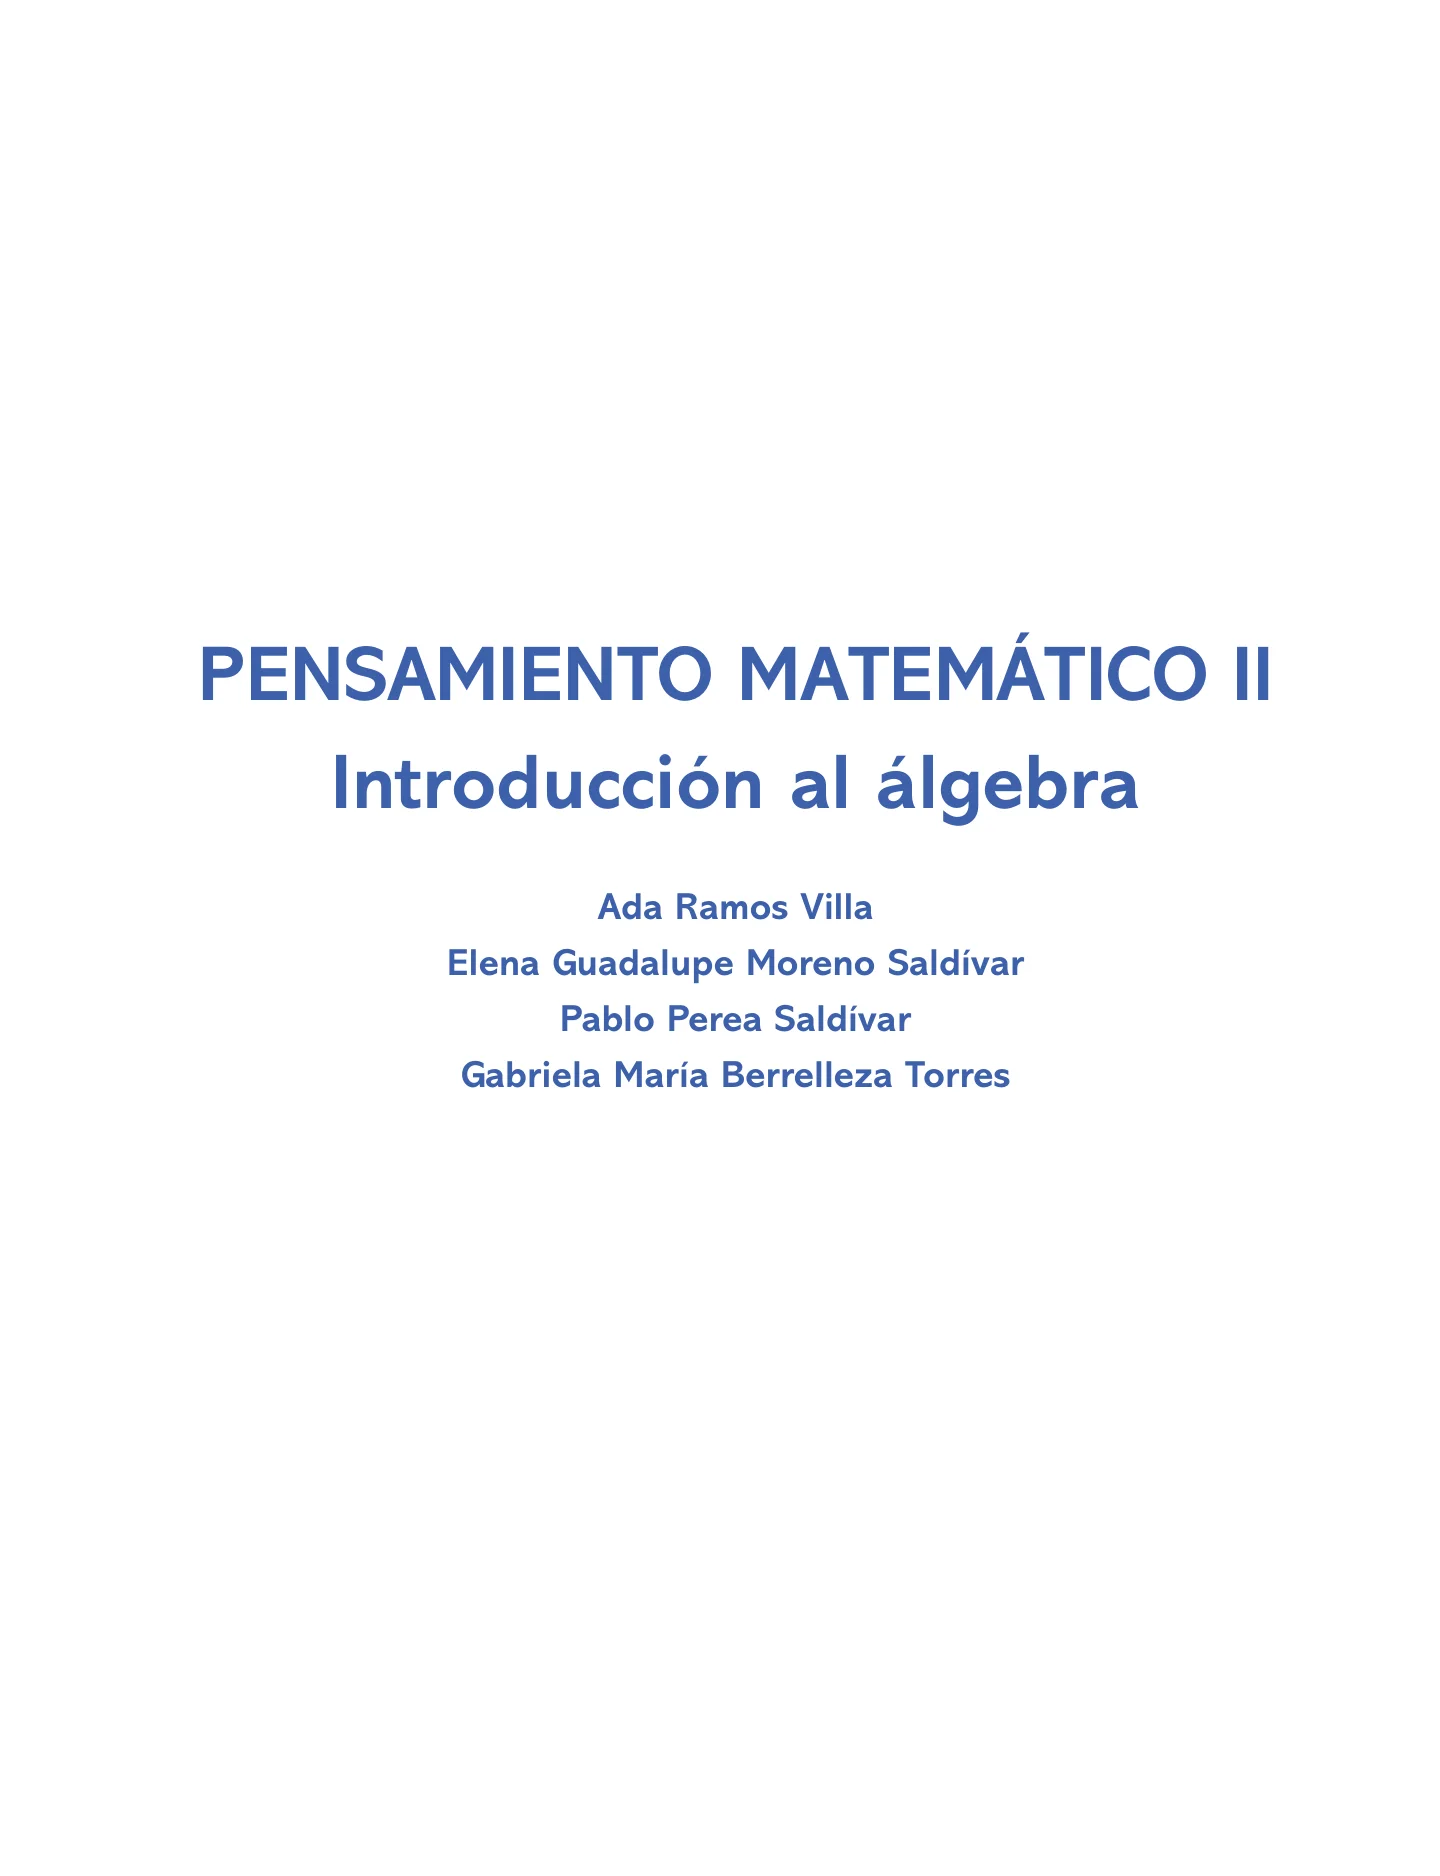 PENSAMIENTO MATEMÁTICO II
Introducción al álgebra
Ada Ramos Villa
Elena Guadalupe Moreno Saldívar
Pablo Perea Saldívar
Gabriela María Berrelleza Torres